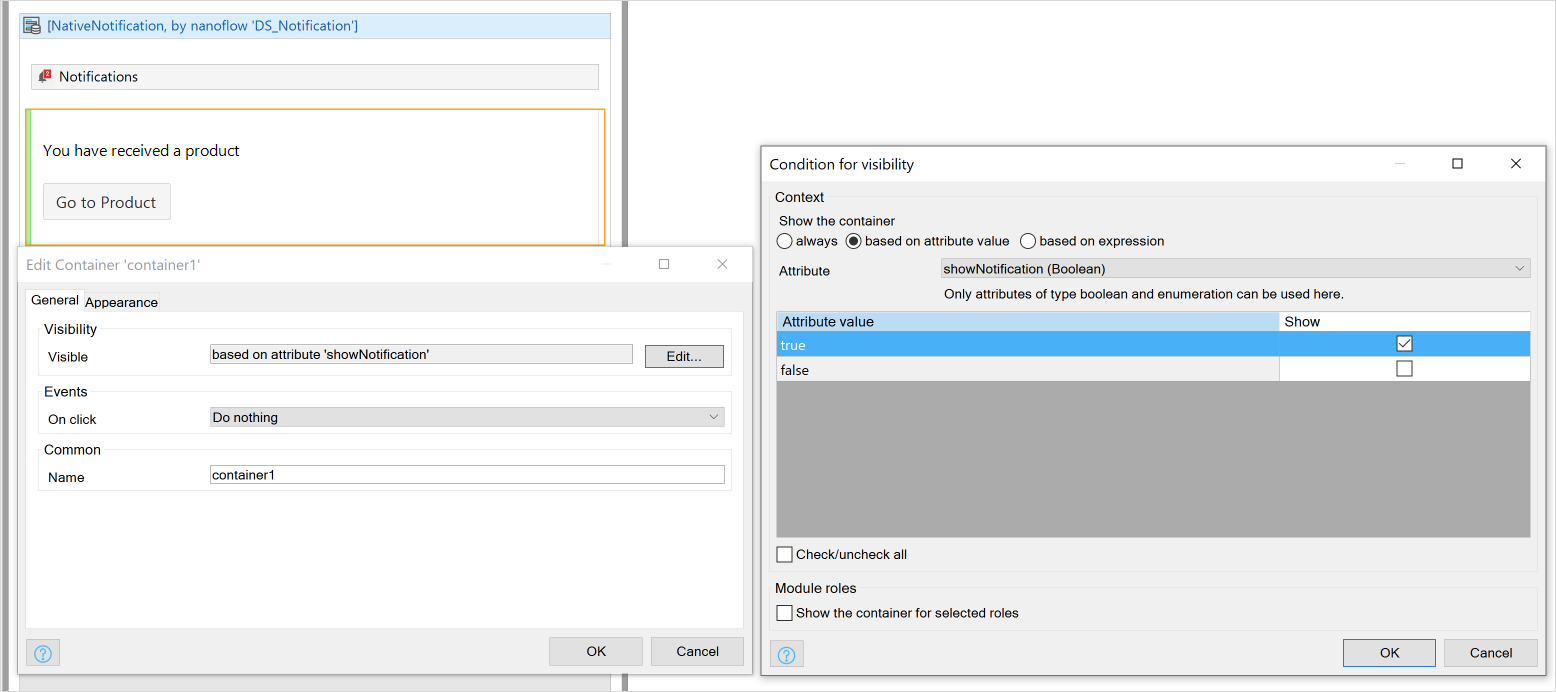 [NativeNotification, by nanoflow 'DS_Notification']
2
Notifications
You have received a product
Go to Product
Edit Container 'container1'
General Appearance
Visibility
Visible based on attribute 'showNotification' Edit...
Events
On click Do nothing
Common
Name container1
? OK Cancel
Condition for visibility
Context
Show the container
always based on attribute value based on expression
Attribute showNotification (Boolean)
Only attributes of type boolean and enumeration can be used here.
Attribute value Show
true
false
Check/uncheck all
Module roles
Show the container for selected roles
? OK Cancel